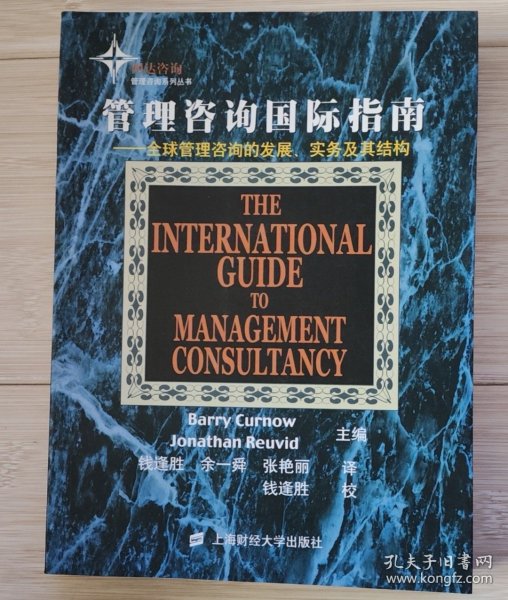 达咨询
管理咨询系列丛书
管理咨询国际指南
——全球管理咨询的发展、实务及其结构
THE
INTERNATIONAL
GUIDE
TO
MANAGEMENT
CONSULTANCY
Barry Curnow
Jonathan Reuvid 主编
钱逢胜 余一舜 张艳丽 译
钱逢胜 校
上海财经大学出版社
孔夫子旧书网
www.kongfz.com